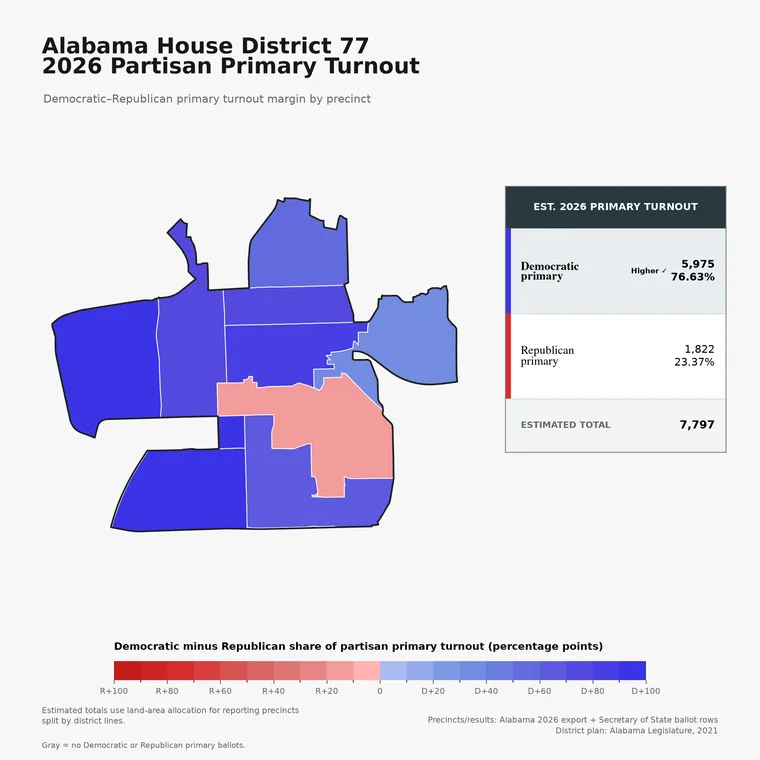 Alabama House District 77
2026 Partisan Primary Turnout
Democratic–Republican primary turnout margin by precinct
EST. 2026 PRIMARY TURNOUT
Democratic
primary
Higher ✓
5,975
76.63%
Republican
primary
1,822
23.37%
ESTIMATED TOTAL
7,797
Democratic minus Republican share of partisan primary turnout (percentage points)
R+100 R+80 R+60 R+40 R+20 0 D+20 D+40 D+60 D+80 D+100
Estimated totals use land-area allocation for reporting precincts
split by district lines.
Gray = no Democratic or Republican primary ballots.
Precincts/results: Alabama 2026 export + Secretary of State ballot rows
District plan: Alabama Legislature, 2021